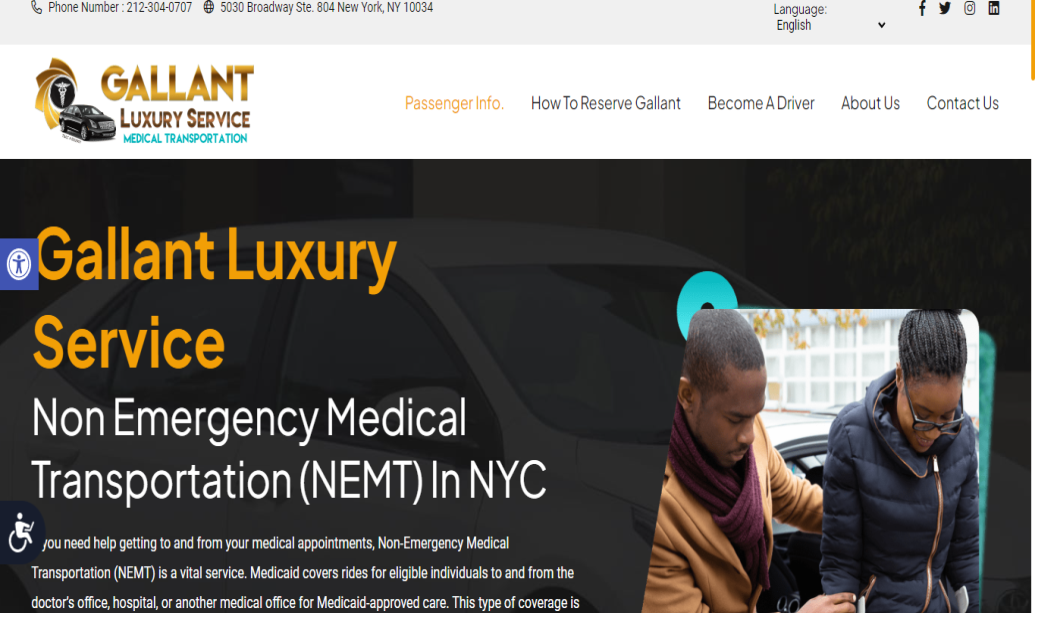 Phone Number : 212-304-0707 5030 Broadway Ste. 804 New York, NY 10034
Language:
English
GALLANT
LUXURY SERVICE
MEDICAL TRANSPORTATION
Passenger Info. How To Reserve Gallant Become A Driver About Us Contact Us
Gallant Luxury
Service
Non Emergency Medical
Transportation (NEMT) In NYC
you need help getting to and from your medical appointments, Non-Emergency Medical
Transportation (NEMT) is a vital service. Medicaid covers rides for eligible individuals to and from the
doctor's office, hospital, or another medical office for Medicaid-approved care. This type of coverage is